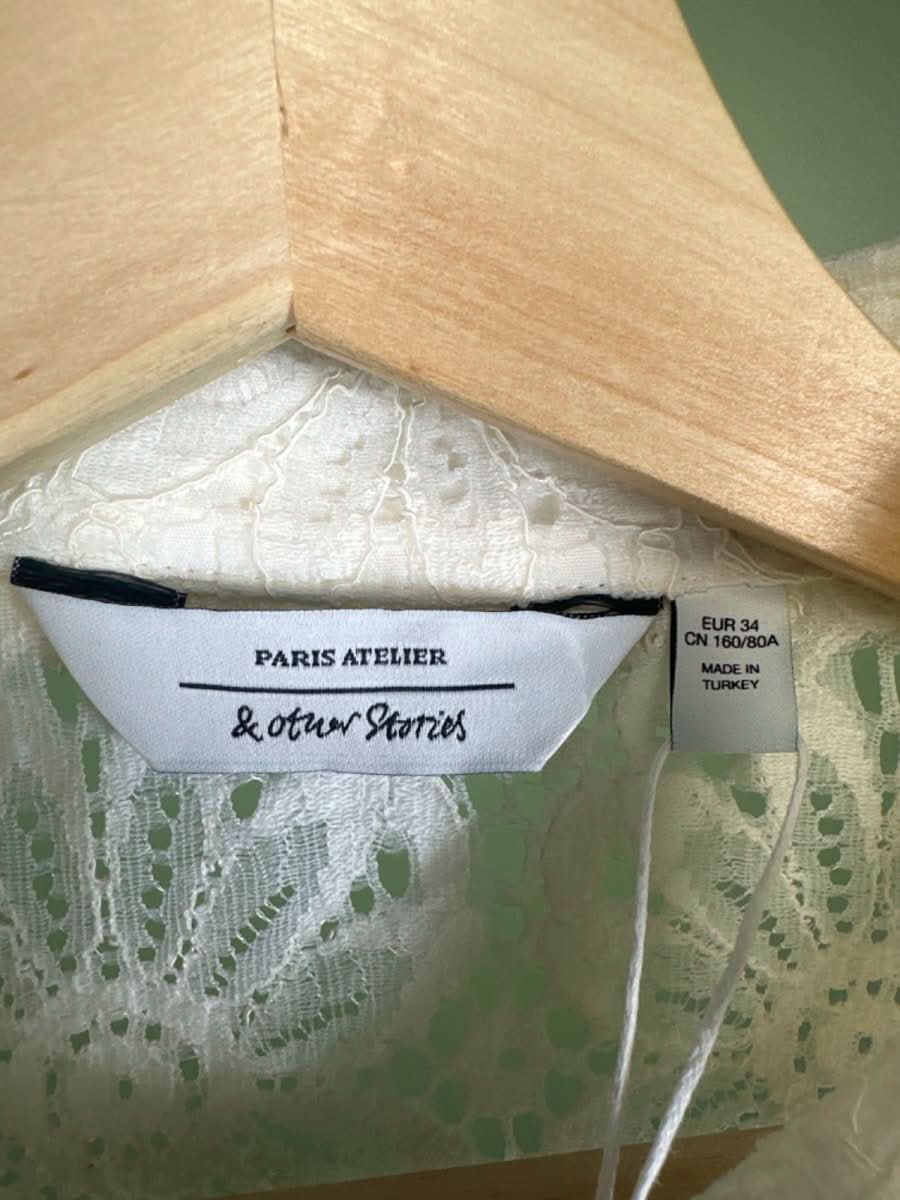 PARIS ATELIER
& other Stories
EUR 34
CN 160/80A
MADE IN
TURKEY